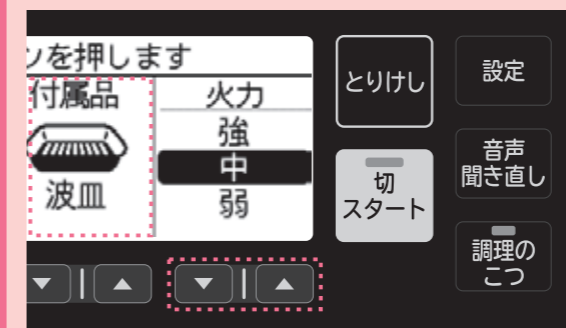 ンを押します
付属品
波皿
火力
強
中
弱
▼ | ▲
▼ | ▲
とりけし
切
スタート
設定
音声
聞き直し
調理の
こつ